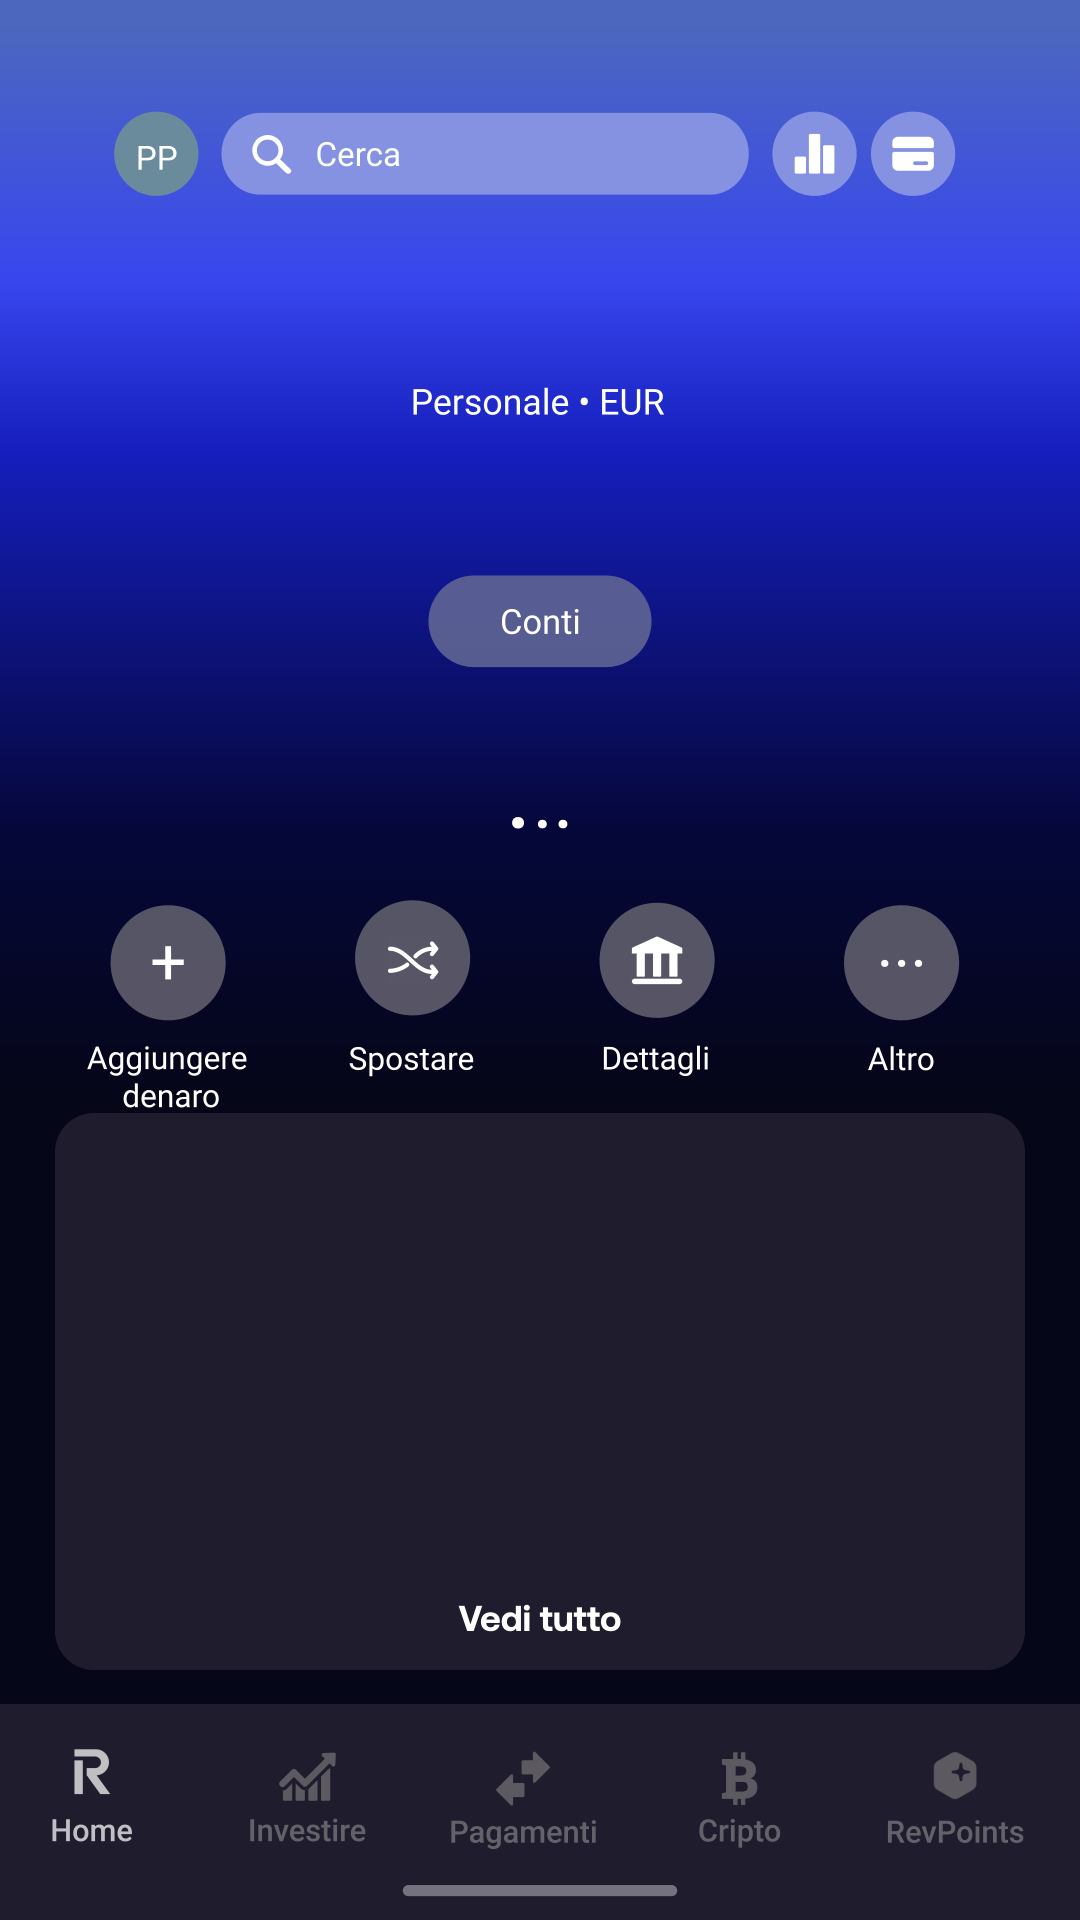 PP
Cerca
Personale • EUR
Conti
Aggiungere
denaro
Spostare
Dettagli
Altro
Vedi tutto
Home
Investire
Pagamenti
Cripto
RevPoints